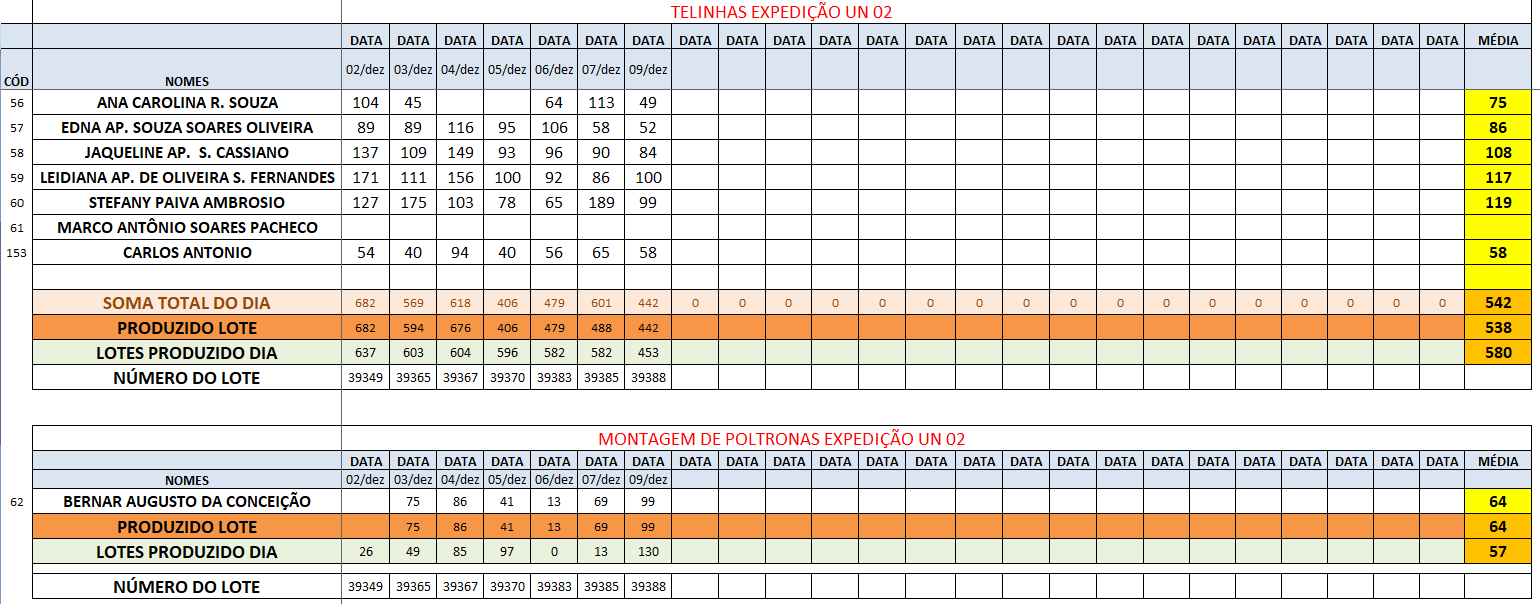 TELINHAS EXPEDIÇÃO UN 02
DATA DATA DATA DATA DATA DATA DATA DATA DATA DATA DATA DATA DATA DATA DATA DATA DATA DATA DATA DATA DATA DATA DATA DATA MÉDIA
CÓD NOMES 02/dez 03/dez 04/dez 05/dez 06/dez 07/dez 09/dez
56 ANA CAROLINA R. SOUZA 104 45 64 113 49 75
57 EDNA AP. SOUZA SOARES OLIVEIRA 89 89 116 95 106 58 52 86
58 JAQUELINE AP. S. CASSIANO 137 109 149 93 96 90 84 108
59 LEIDIANA AP. DE OLIVEIRA S. FERNANDES 171 111 156 100 92 86 100 117
60 STEFANY PAIVA AMBROSIO 127 175 103 78 65 189 99 119
61 MARCO ANTÔNIO SOARES PACHECO
153 CARLOS ANTONIO 54 40 94 40 56 65 58 58
SOMA TOTAL DO DIA 682 569 618 406 479 601 442 0 0 0 0 0 0 0 0 0 0 0 0 0 0 0 0 0 542
PRODUZIDO LOTE 682 594 676 406 479 488 442 538
LOTES PRODUZIDO DIA 637 603 604 596 582 582 453 580
NÚMERO DO LOTE 39349 39365 39367 39370 39383 39385 39388
MONTAGEM DE POLTRONAS EXPEDIÇÃO UN 02
DATA DATA DATA DATA DATA DATA DATA DATA DATA DATA DATA DATA DATA DATA DATA DATA DATA DATA DATA DATA DATA DATA DATA DATA MÉDIA
NOMES 02/dez 03/dez 04/dez 05/dez 06/dez 07/dez 09/dez
62 BERNAR AUGUSTO DA CONCEIÇÃO 75 86 41 13 69 99 64
PRODUZIDO LOTE 75 86 41 13 69 99 64
LOTES PRODUZIDO DIA 26 49 85 97 0 13 130 57
NÚMERO DO LOTE 39349 39365 39367 39370 39383 39385 39388